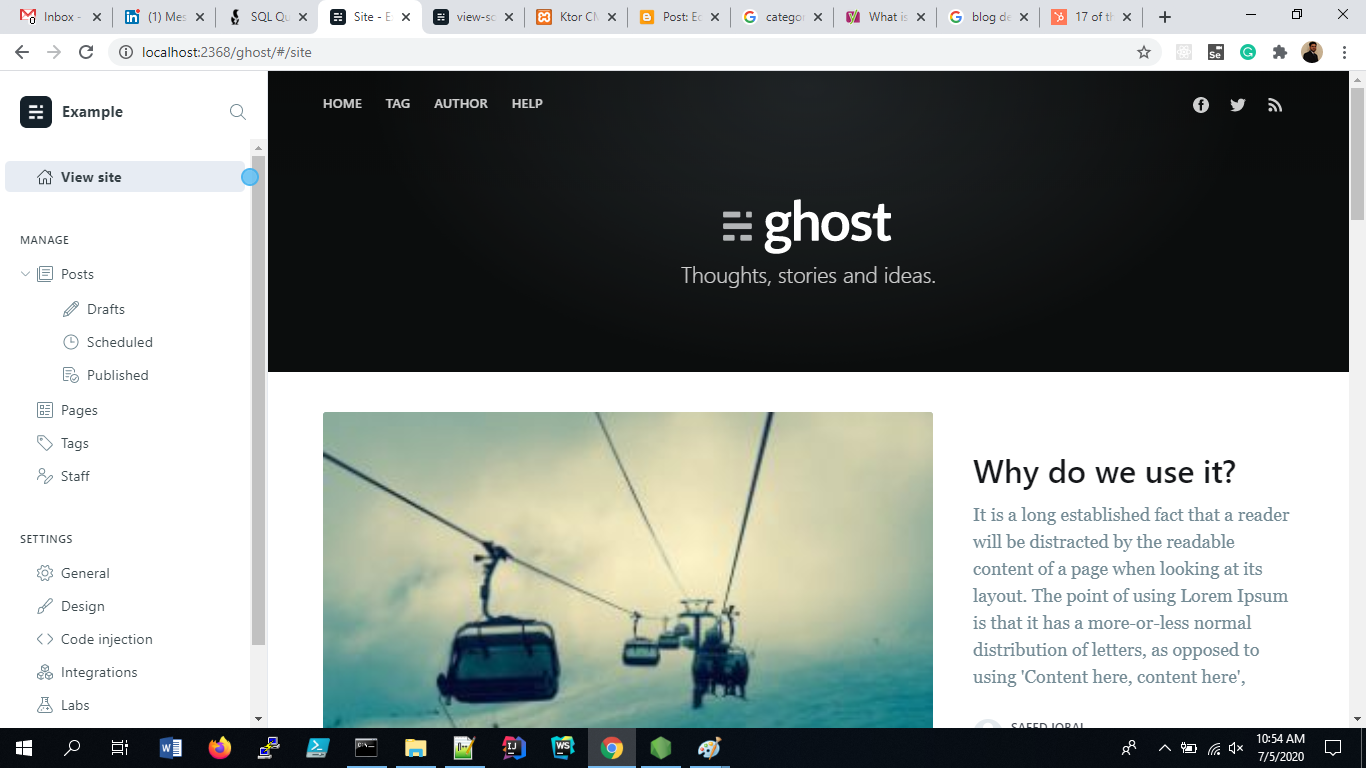 Inbox -
(1) Mes
SQL Qu
Site - E
view-sc
Ktor CM
Post: Ec
categor
What is
blog de
17 of th
localhost:2368/ghost/#/site
Example
View site
MANAGE
Posts
Drafts
Scheduled
Published
Pages
Tags
Staff
SETTINGS
General
Design
Code injection
Integrations
Labs
HOME TAG AUTHOR HELP
ghost
Thoughts, stories and ideas.
Why do we use it?
It is a long established fact that a reader
will be distracted by the readable
content of a page when looking at its
layout. The point of using Lorem Ipsum
is that it has a more-or-less normal
distribution of letters, as opposed to
using 'Content here, content here',
SAEED IQBAL
10:54 AM
7/5/2020